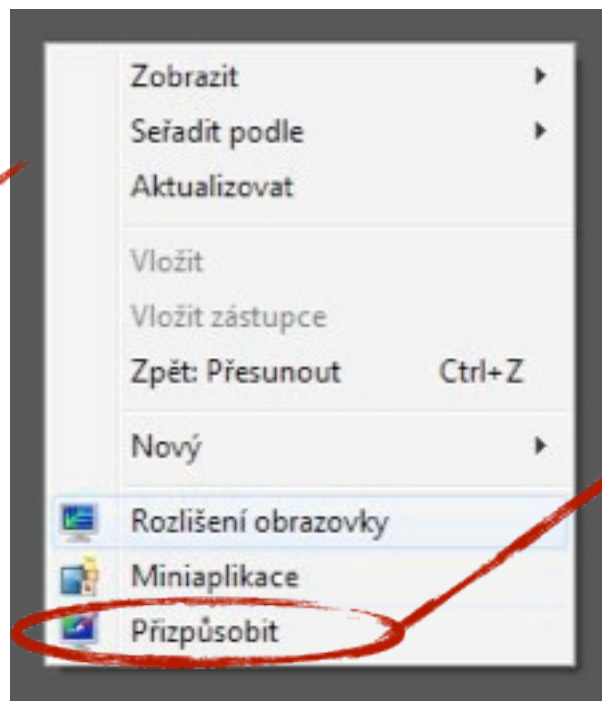 Zobrazit
Seřadit podle
Aktualizovat
Vložit
Vložit zástupce
Zpět: Přesunout Ctrl+Z
Nový
Rozlišení obrazovky
Miniaplikace
Přizpůsobit